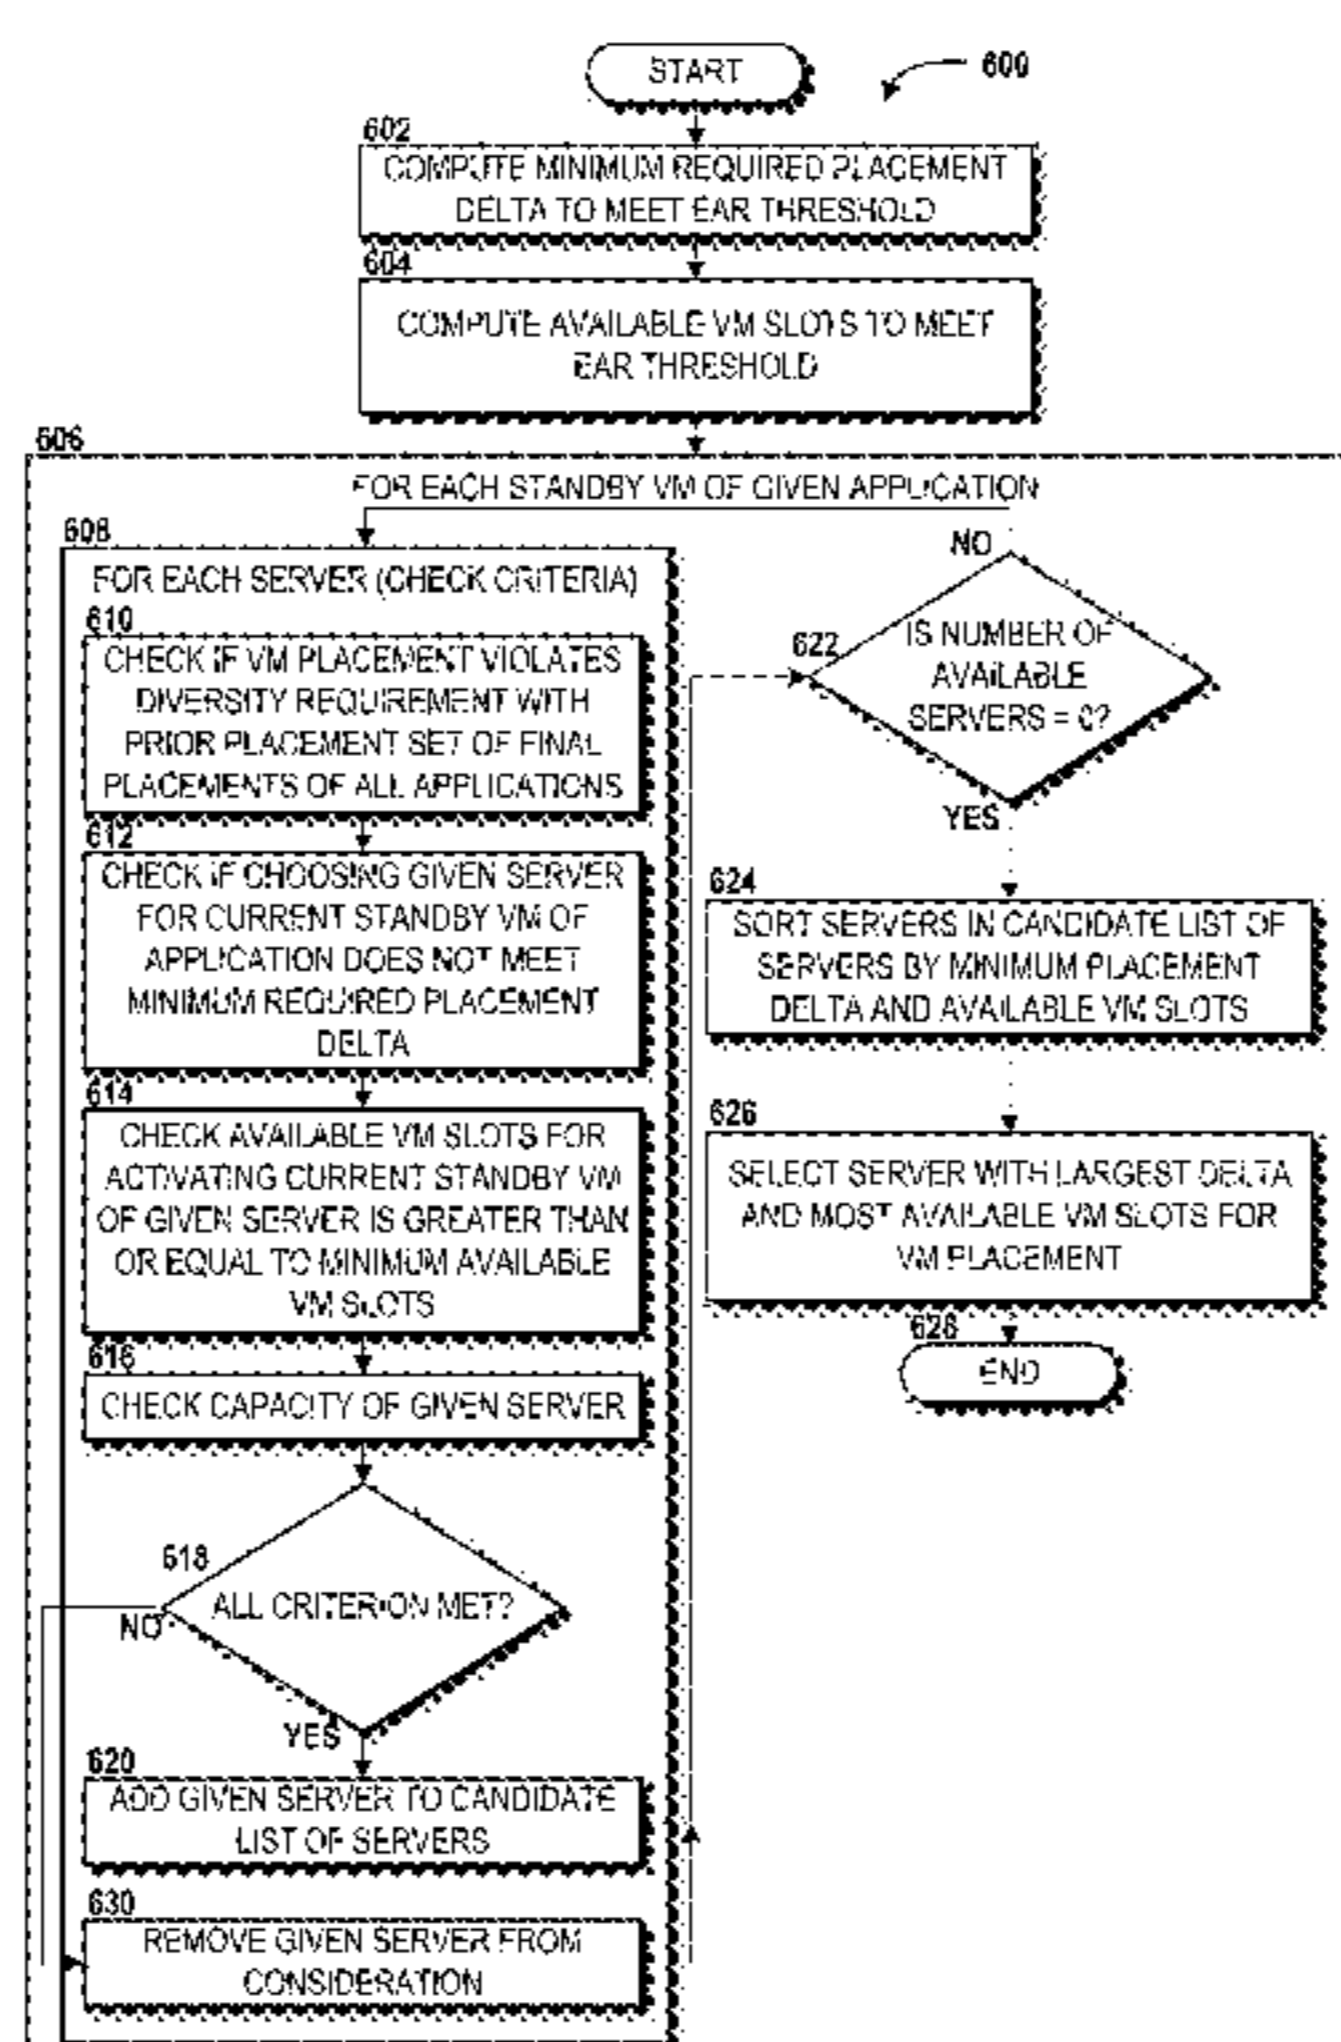 START
600
602
COMPUTE MINIMUM REQUIRED PLACEMENT
DELTA TO MEET EAR THRESHOLD
604
COMPUTE AVAILABLE VM SLOTS TO MEET
EAR THRESHOLD
606
FOR EACH STANDBY VM OF GIVEN APPLICATION
608
FOR EACH SERVER (CHECK CRITERIA)
610
CHECK IF VM PLACEMENT VIOLATES
DIVERSITY REQUIREMENT WITH
PRIOR PLACEMENT SET OF FINAL
PLACEMENTS OF ALL APPLICATIONS
612
CHECK IF CHOOSING GIVEN SERVER
FOR CURRENT STANDBY VM OF
APPLICATION DOES NOT MEET
MINIMUM REQUIRED PLACEMENT
DELTA
614
CHECK AVAILABLE VM SLOTS FOR
ACTIVATING CURRENT STANDBY VM
OF GIVEN SERVER IS GREATER THAN
OR EQUAL TO MINIMUM AVAILABLE
VM SLOTS
616
CHECK CAPACITY OF GIVEN SERVER
618
ALL CRITERION MET?
NO
YES
620
ADD GIVEN SERVER TO CANDIDATE
LIST OF SERVERS
630
REMOVE GIVEN SERVER FROM
CONSIDERATION
NO
622
IS NUMBER OF
AVAILABLE
SERVERS = 0?
YES
624
SORT SERVERS IN CANDIDATE LIST OF
SERVERS BY MINIMUM PLACEMENT
DELTA AND AVAILABLE VM SLOTS
626
SELECT SERVER WITH LARGEST DELTA
AND MOST AVAILABLE VM SLOTS FOR
VM PLACEMENT
628
END